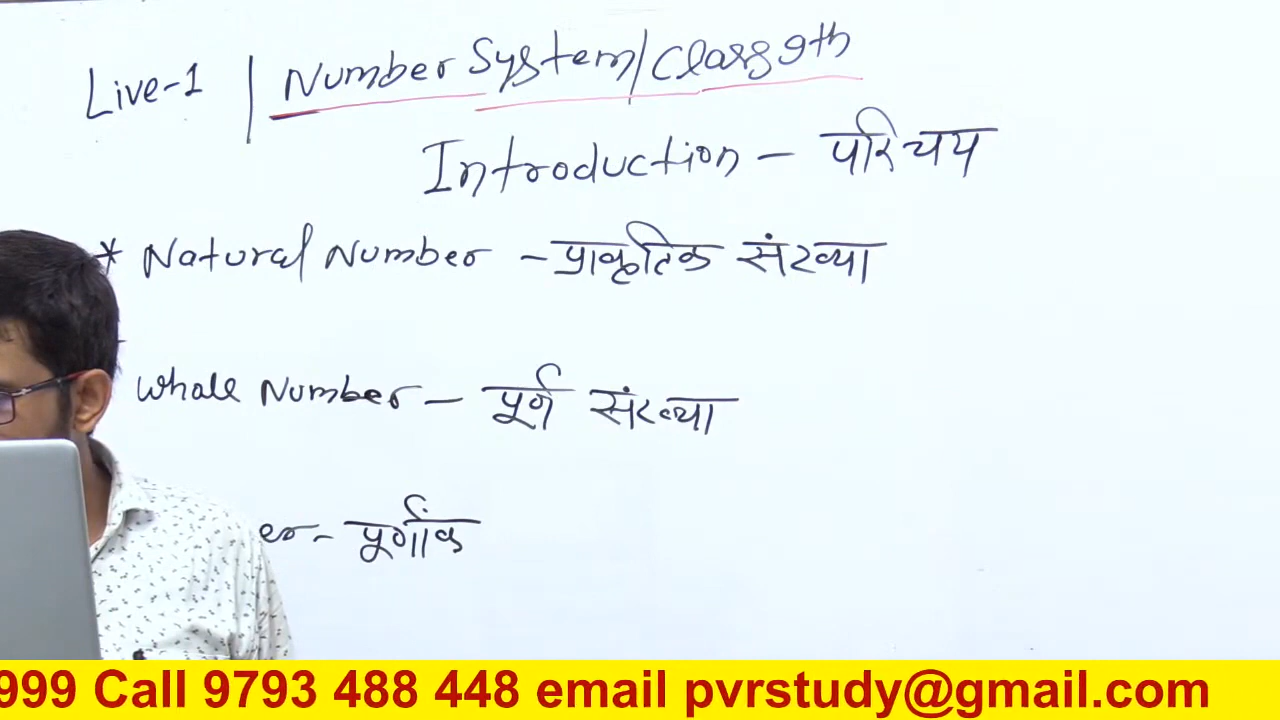 Live-1 | Number System/Class 9th
Introduction - परिचय
* Natural Number - प्राकृतिक संख्या
Whole Number - पूर्ण संख्या
er - पूर्णांक
999 Call 9793 488 448 email pvrstudy@gmail.com